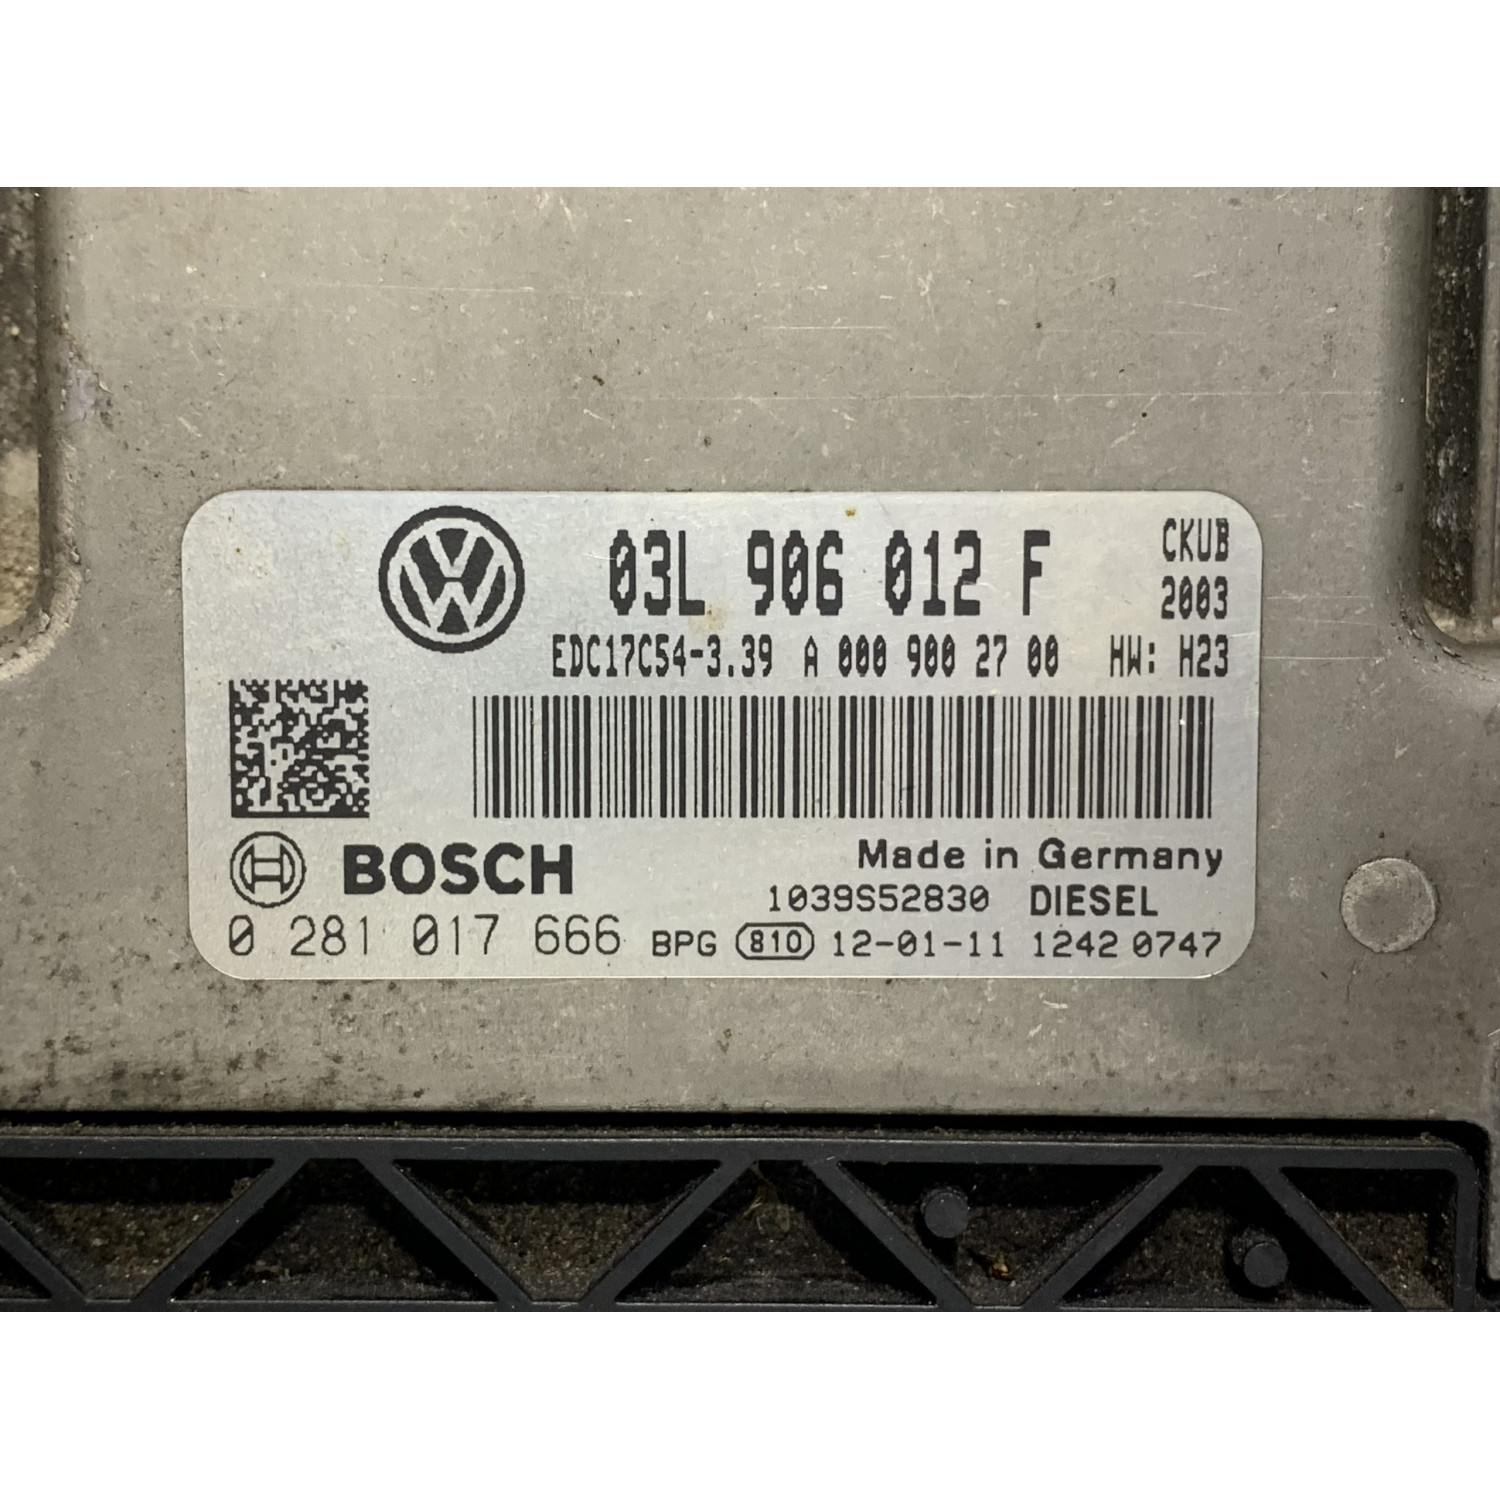 03L 906 012 F
CKUB
2003
EDC17C54-3.39 A 000 900 27 00 HW: H23
BOSCH
Made in Germany
1039S52830 DIESEL
0 281 017 666 BPG 810 12-01-11 1242 0747